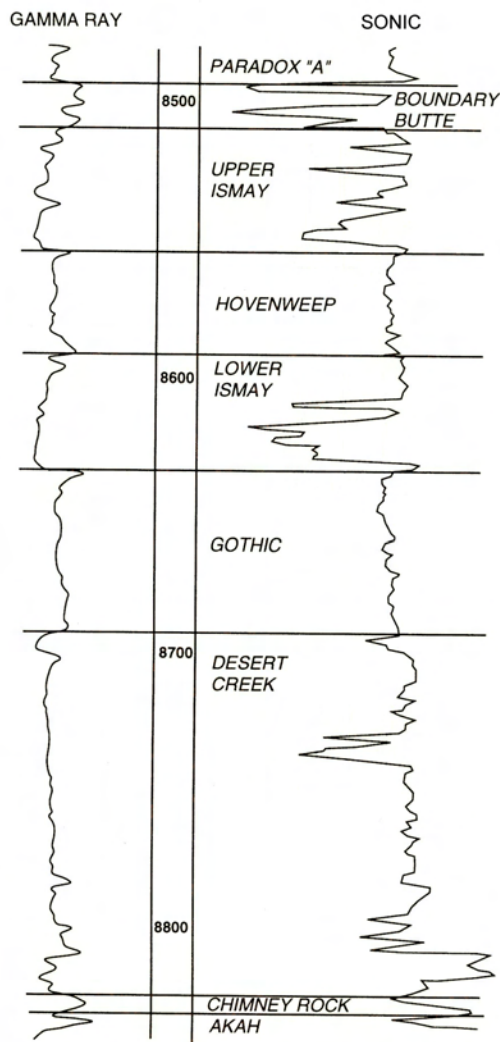 GAMMA RAY
SONIC
PARADOX "A"
8500
BOUNDARY
BUTTE
UPPER
ISMAY
HOVENWEEP
8600
LOWER
ISMAY
GOTHIC
8700
DESERT
CREEK
8800
CHIMNEY ROCK
AKAH